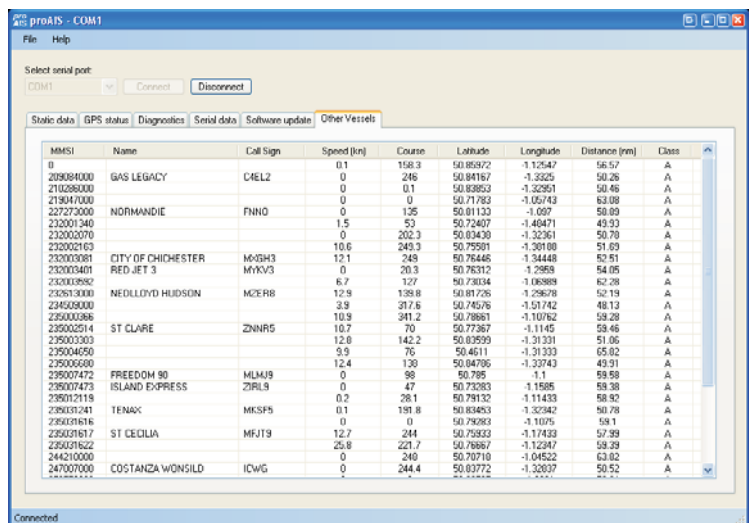 proAIS - COM1
File Help
Select serial port:
COM1 Connect Disconnect
Static data GPS status Diagnostics Serial data Software update Other Vessels
MMSI Name Call Sign Speed [kn] Course Latitude Longitude Distance [nm] Class
0 0.1 158.3 50.85972 -1.12547 56.57 A
209084000 GAS LEGACY C4EL2 0 246 50.84167 -1.3325 50.26 A
210286000 0 0.1 50.83853 -1.32951 50.46 A
219047000 0 0 50.71783 -1.05743 63.08 A
227273000 NORMANDIE FNNO 0 135 50.81133 -1.097 58.89 A
232001340 1.5 53 50.72407 -1.48471 49.93 A
232002070 0 202.3 50.83438 -1.32361 50.78 A
232002163 10.6 249.3 50.75581 -1.38188 51.69 A
232003081 CITY OF CHICHESTER MXGH3 12.1 249 50.76446 -1.34448 52.51 A
232003401 RED JET 3 MYKV3 0 20.3 50.76312 -1.2959 54.05 A
232003592 6.7 127 50.73034 -1.06989 62.28 A
232613000 NEDLLOYD HUDSON MZER8 12.9 139.8 50.81726 -1.29678 52.19 A
234509000 3.9 317.6 50.74576 -1.51742 48.13 A
235000366 10.9 341.2 50.78661 -1.10762 59.28 A
235002514 ST CLARE ZNNR5 10.7 70 50.77367 -1.1145 59.46 A
235003303 12.8 142.2 50.83599 -1.31331 51.06 A
235004650 9.9 76 50.4611 -1.31333 65.82 A
235006680 12.4 138 50.84786 -1.33743 49.91 A
235007472 FREEDOM 90 MLMJ9 0 98 50.785 -1.1 59.58 A
235007473 ISLAND EXPRESS ZIRL9 0 47 50.73283 -1.1585 59.38 A
235012119 0.2 28.1 50.79132 -1.11433 58.92 A
235031241 TENAX MKSF5 0.1 191.8 50.83453 -1.32342 50.78 A
235031616 0 0 50.79283 -1.1075 59.1 A
235031617 ST CECILIA MFJT9 12.7 244 50.75933 -1.17433 57.99 A
235031622 25.8 221.7 50.76667 -1.12347 59.39 A
244210000 0 240 50.70710 -1.04522 63.82 A
247007000 COSTANZA WONSILD ICWG 0 244.4 50.83772 -1.32837 50.52 A
Connected